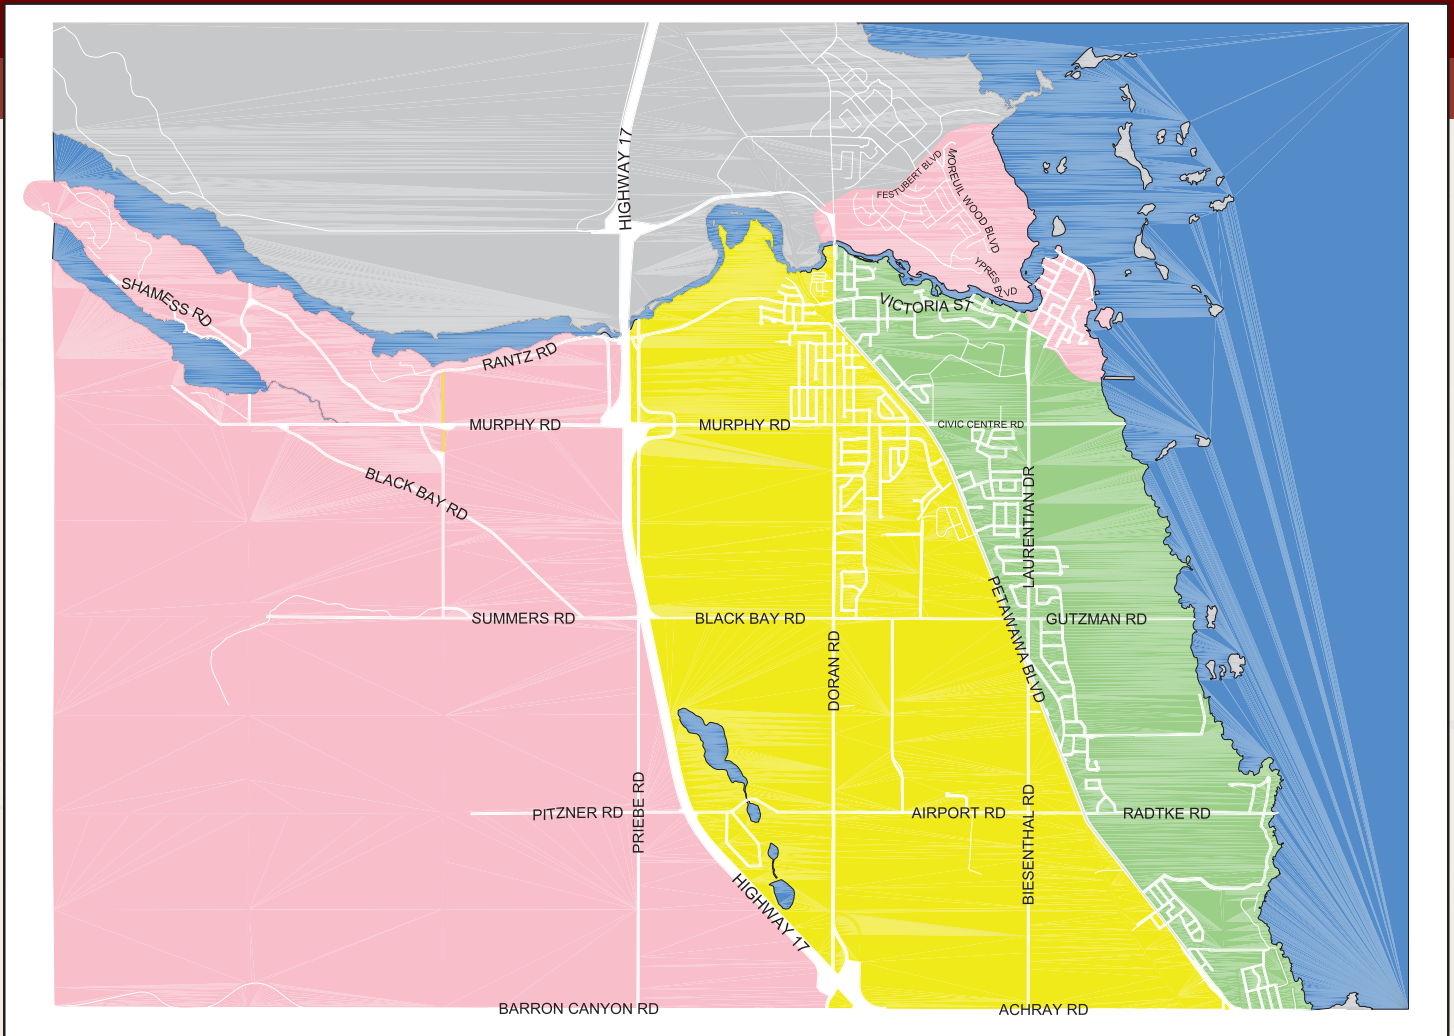 HIGHWAY 17
FESTUBERT BLVD
MOREUIL WOOD BLVD
YPRES BLVD
SHAMESS RD
VICTORIA ST
RANTZ RD
MURPHY RD
MURPHY RD
CIVIC CENTRE RD
BLACK BAY RD
LAURENTIAN DR
PETAWAWA BLVD
SUMMERS RD
BLACK BAY RD
GUTZMAN RD
DORAN RD
PITZNER RD
PRIEBE RD
AIRPORT RD
BIESENTHAL RD
RADTKE RD
HIGHWAY 17
BARRON CANYON RD
ACHRAY RD